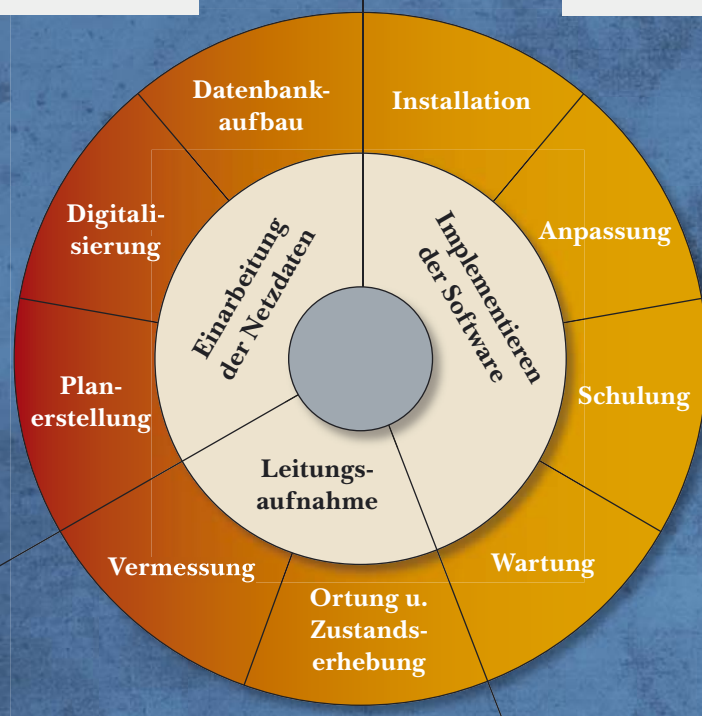 Datenbank-
aufbau
Installation
Anpassung
Schulung
Wartung
Ortung u.
Zustands-
erhebung
Vermessung
Plan-
erstellung
Digitali-
sierung
Einarbeitung
der Netzdaten
Implementieren
der Software
Leitungs-
aufnahme